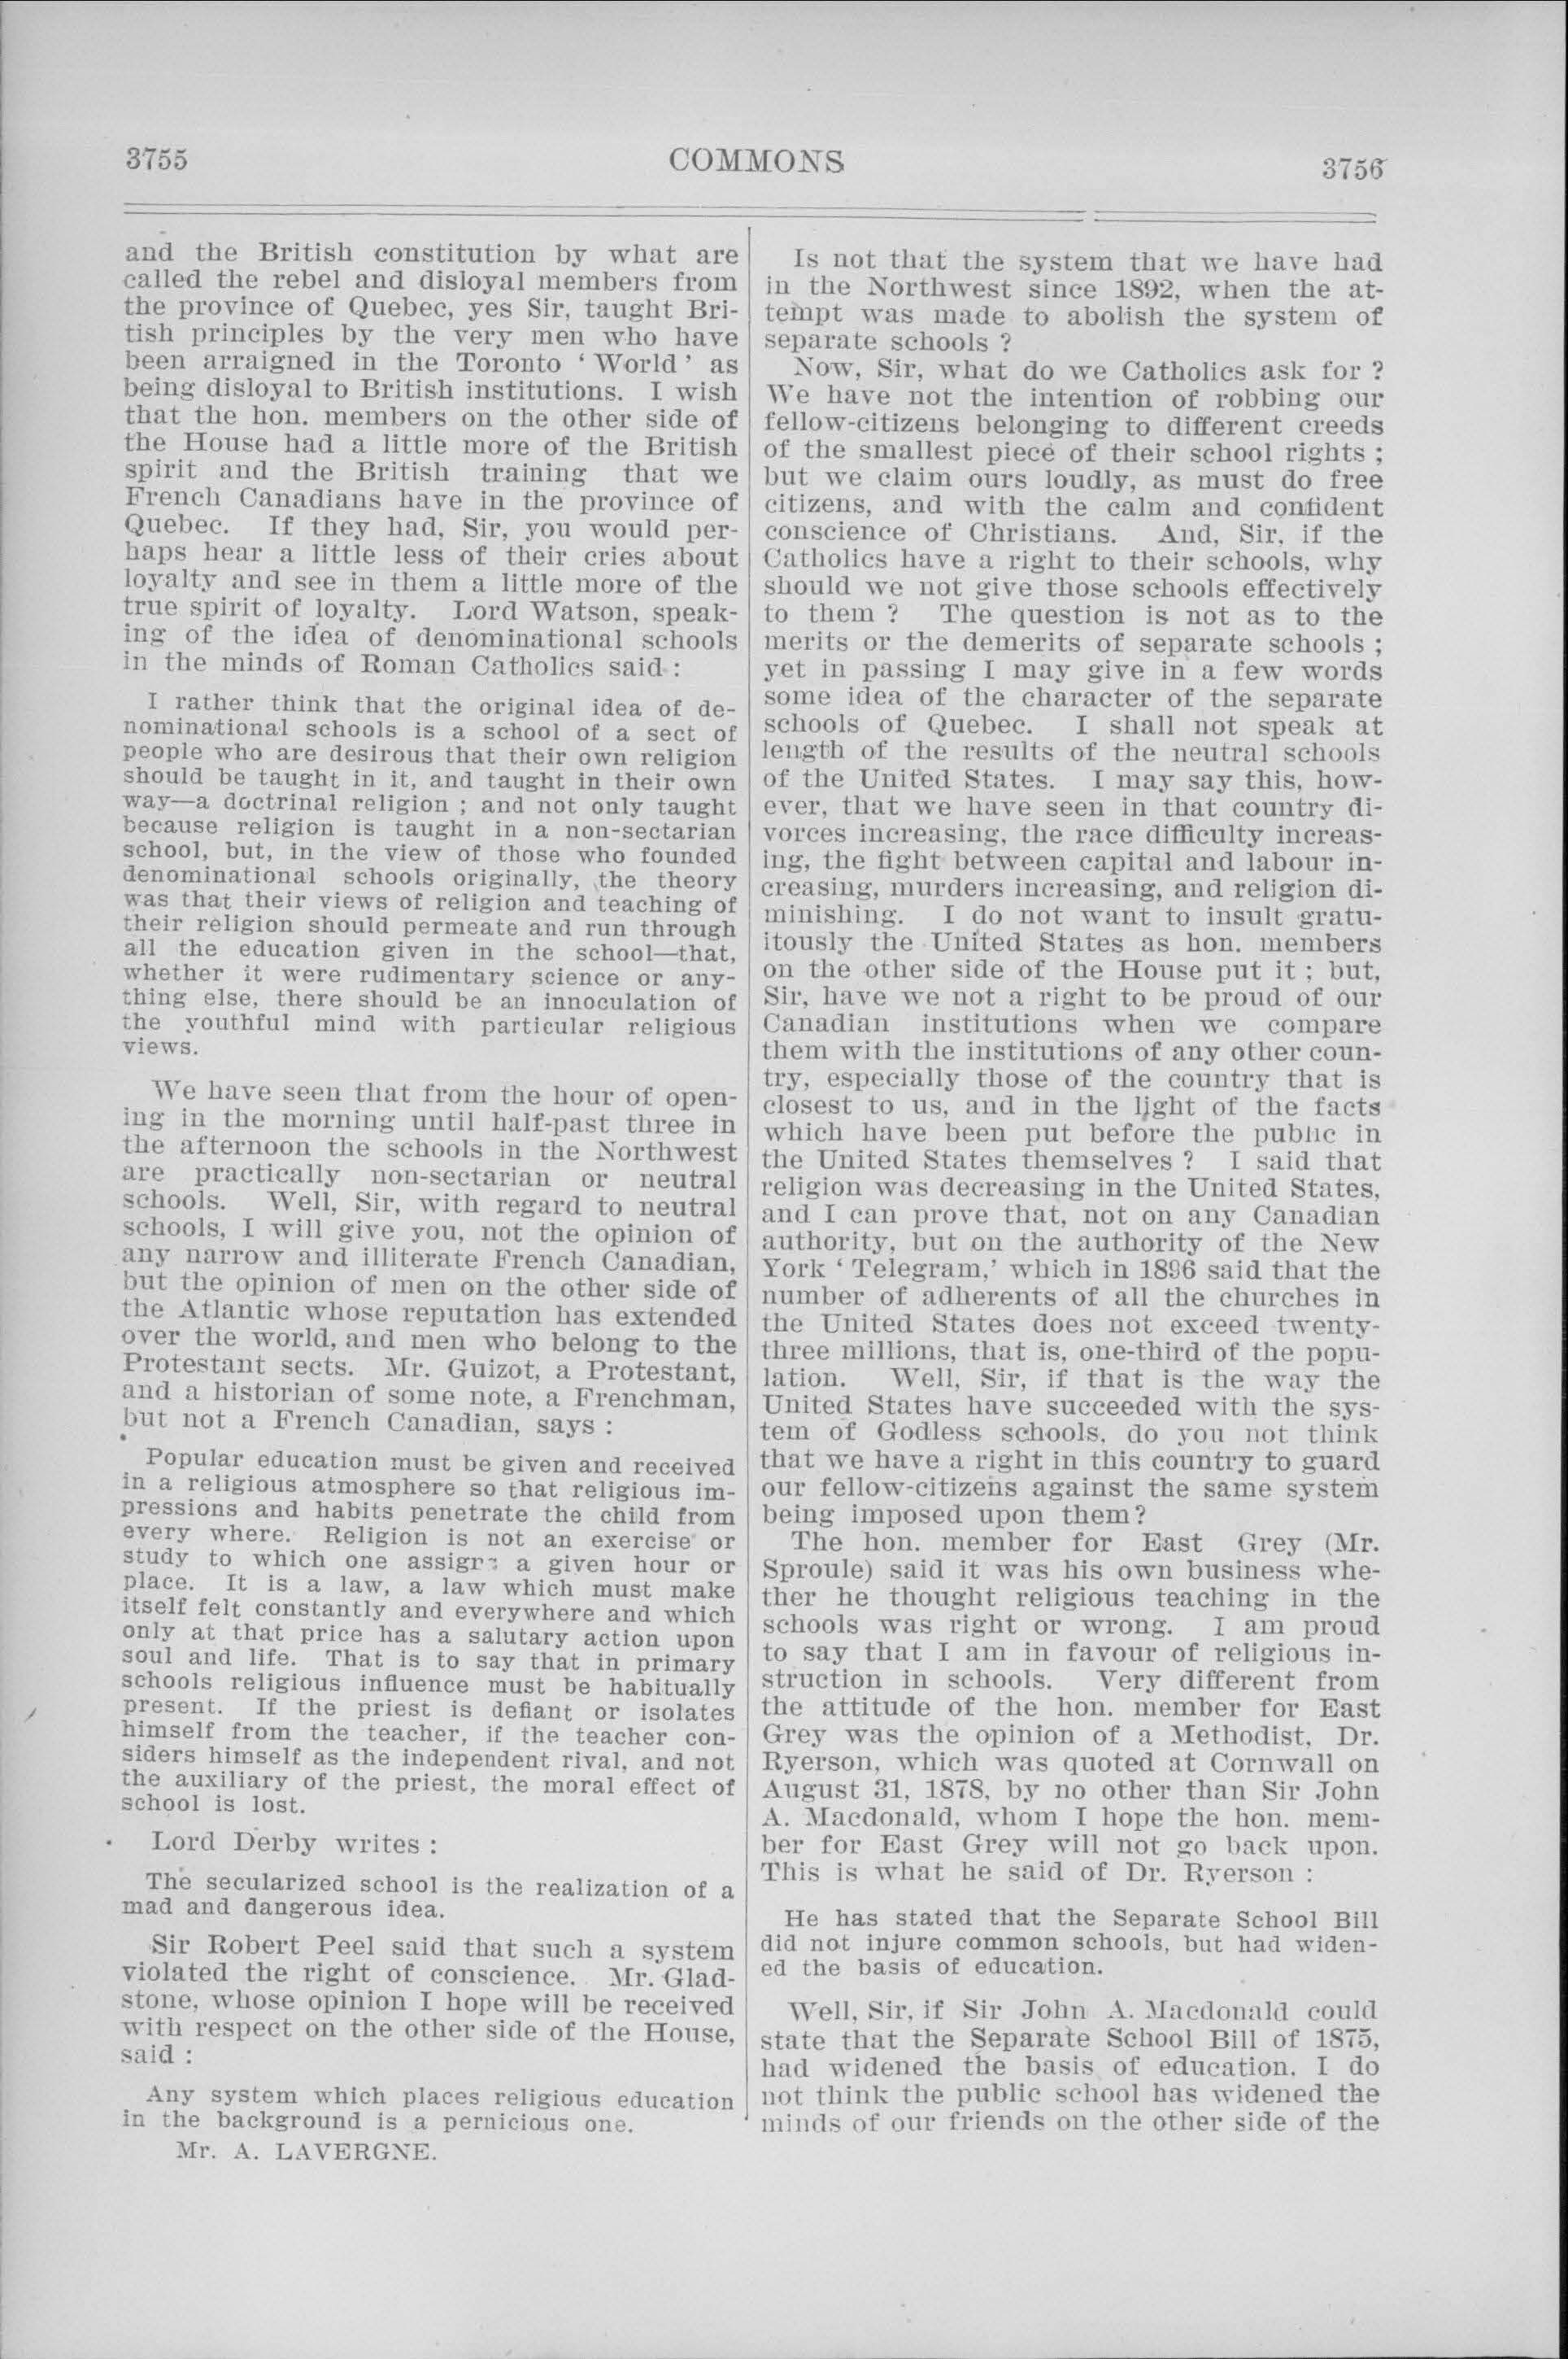 3755
COMMONS
3756
and the British constitution by what are
called the rebel and disloyal members from
the province of Quebec, yes Sir, taught Bri-
tish principles by the very men who have
been arraigned in the Toronto ‘ World ’ as
being disloyal to British institutions. I wish
that the hon. members on the other side of
the House had a little more of the British
spirit and the British training that we
French Canadians have in the province of
Quebec. If they had, Sir, you would per-
haps hear a little less of their cries about
loyalty and see in them a little more of the
true spirit of loyalty. Lord Watson, speak-
ing of the idea of denominational schools
in the minds of Roman Catholics said :
I rather think that the original idea of de-
nominational schools is a school of a sect of
people who are desirous that their own religion
should be taught in it, and taught in their own
way—a doctrinal religion ; and not only taught
because religion is taught in a non-sectarian
school, but, in the view of those who founded
denominational schools originally, the theory
was that their views of religion and teaching of
their religion should permeate and run through
all the education given in the school—that,
whether it were rudimentary science or any-
thing else, there should be an innoculation of
the youthful mind with particular religious
views.
We have seen that from the hour of open-
ing in the morning until half-past three in
the afternoon the schools in the Northwest
are practically non-sectarian or neutral
schools. Well, Sir, with regard to neutral
schools, I will give you, not the opinion of
any narrow and illiterate French Canadian,
but the opinion of men on the other side of
the Atlantic whose reputation has extended
over the world, and men who belong to the
Protestant sects. Mr. Guizot, a Protestant,
and a historian of some note, a Frenchman,
but not a French Canadian, says :
Popular education must be given and received
in a religious atmosphere so that religious im-
pressions and habits penetrate the child from
every where. Religion is not an exercise or
study to which one assigns a given hour or
place. It is a law, a law which must make
itself felt constantly and everywhere and which
only at that price has a salutary action upon
soul and life. That is to say that in primary
schools religious influence must be habitually
present. If the priest is defiant or isolates
himself from the teacher, if the teacher con-
siders himself as the independent rival, and not
the auxiliary of the priest, the moral effect of
school is lost.
Lord Derby writes :
The secularized school is the realization of a
mad and dangerous idea.
Sir Robert Peel said that such a system
violated the right of conscience. Mr. Glad-
stone, whose opinion I hope will be received
with respect on the other side of the House,
said :
Any system which places religious education
in the background is a pernicious one.
Mr. A. LAVERGNE.
Is not that the system that we have had
in the Northwest since 1892, when the at-
tempt was made to abolish the system of
separate schools ?
Now, Sir, what do we Catholics ask for ?
We have not the intention of robbing our
fellow-citizens belonging to different creeds
of the smallest piece of their school rights ;
but we claim ours loudly, as must do free
citizens, and with the calm and confident
conscience of Christians. And, Sir, if the
Catholics have a right to their schools, why
should we not give those schools effectively
to them ? The question is not as to the
merits or the demerits of separate schools ;
yet in passing I may give in a few words
some idea of the character of the separate
schools of Quebec. I shall not speak at
length of the results of the neutral schools
of the United States. I may say this, how-
ever, that we have seen in that country di-
vorces increasing, the race difficulty increas-
ing, the fight between capital and labour in-
creasing, murders increasing, and religion di-
minishing. I do not want to insult gratu-
itously the United States as hon. members
on the other side of the House put it ; but,
Sir, have we not a right to be proud of our
Canadian institutions when we compare
them with the institutions of any other coun-
try, especially those of the country that is
closest to us, and in the light of the facts
which have been put before the public in
the United States themselves ? I said that
religion was decreasing in the United States,
and I can prove that, not on any Canadian
authority, but on the authority of the New
York ‘ Telegram,’ which in 1896 said that the
number of adherents of all the churches in
the United States does not exceed twenty-
three millions, that is, one-third of the popu-
lation. Well, Sir, if that is the way the
United States have succeeded with the sys-
tem of Godless schools, do you not think
that we have a right in this country to guard
our fellow-citizens against the same system
being imposed upon them?
The hon. member for East Grey (Mr.
Sproule) said it was his own business whe-
ther he thought religious teaching in the
schools was right or wrong. I am proud
to say that I am in favour of religious in-
struction in schools. Very different from
the attitude of the hon. member for East
Grey was the opinion of a Methodist, Dr.
Ryerson, which was quoted at Cornwall on
August 31, 1878, by no other than Sir John
A. Macdonald, whom I hope the hon. mem-
ber for East Grey will not go back upon.
This is what he said of Dr. Ryerson :
He has stated that the Separate School Bill
did not injure common schools, but had widen-
ed the basis of education.
Well, Sir, if Sir John A. Macdonald could
state that the Separate School Bill of 1875,
had widened the basis of education, I do
not think the public school has widened the
minds of our friends on the other side of the